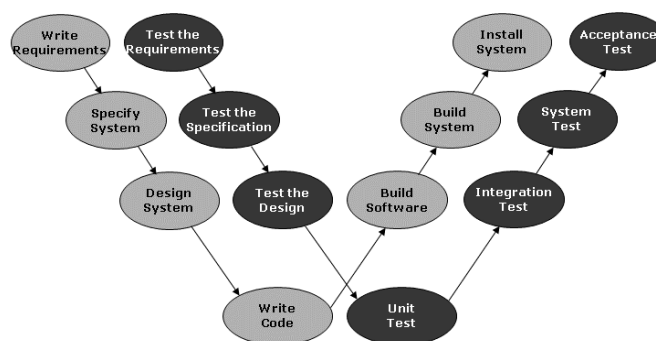 Write
Requirements
Test the
Requirements
Install
System
Acceptance
Test
Specify
System
Test the
Specification
Build
System
System
Test
Design
System
Test the
Design
Build
Software
Integration
Test
Write
Code
Unit
Test